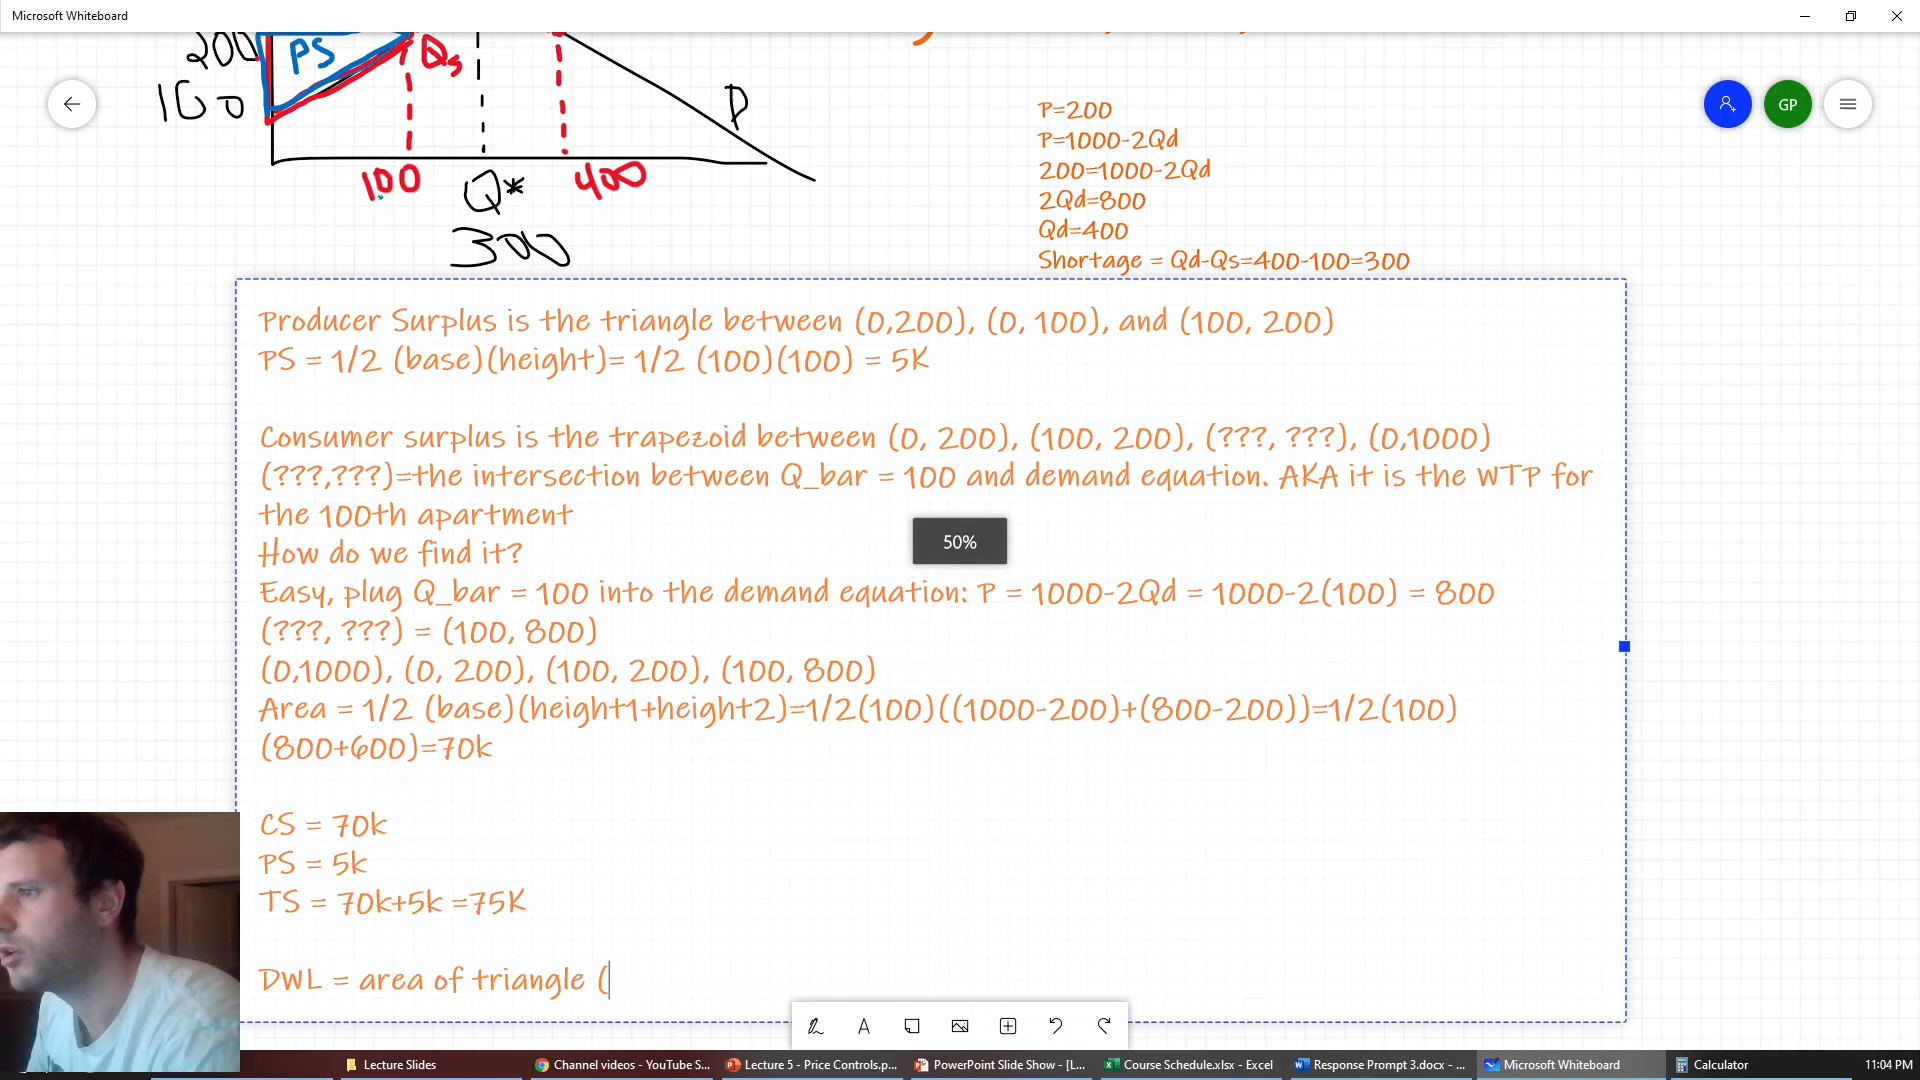 Microsoft Whiteboard
200
PS
Qs
100
D
100
Q*
400
300
GP
P=200
P=1000-2Qd
200=1000-2Qd
2Qd=800
Qd=400
Shortage = Qd-Qs=400-100=300
Producer Surplus is the triangle between (0,200), (0, 100), and (100, 200)
PS = 1/2 (base)(height)= 1/2 (100)(100) = 5K
Consumer surplus is the trapezoid between (0, 200), (100, 200), (???, ???), (0,1000)
(???,???)=the intersection between Q_bar = 100 and demand equation. AKA it is the WTP for
the 100th apartment
How do we find it?
50%
Easy, plug Q_bar = 100 into the demand equation: P = 1000-2Qd = 1000-2(100) = 800
(???, ???) = (100, 800)
(0,1000), (0, 200), (100, 200), (100, 800)
Area = 1/2 (base)(height1+height2)=1/2(100)((1000-200)+(800-200))=1/2(100)
(800+600)=70k
CS = 70k
PS = 5k
TS = 70k+5k =75K
DWL = area of triangle (
Lecture Slides
Channel videos - YouTube S...
Lecture 5 - Price Controls.p...
PowerPoint Slide Show - [L...
Course Schedule.xlsx - Excel
Response Prompt 3.docx - ...
Microsoft Whiteboard
Calculator
11:04 PM